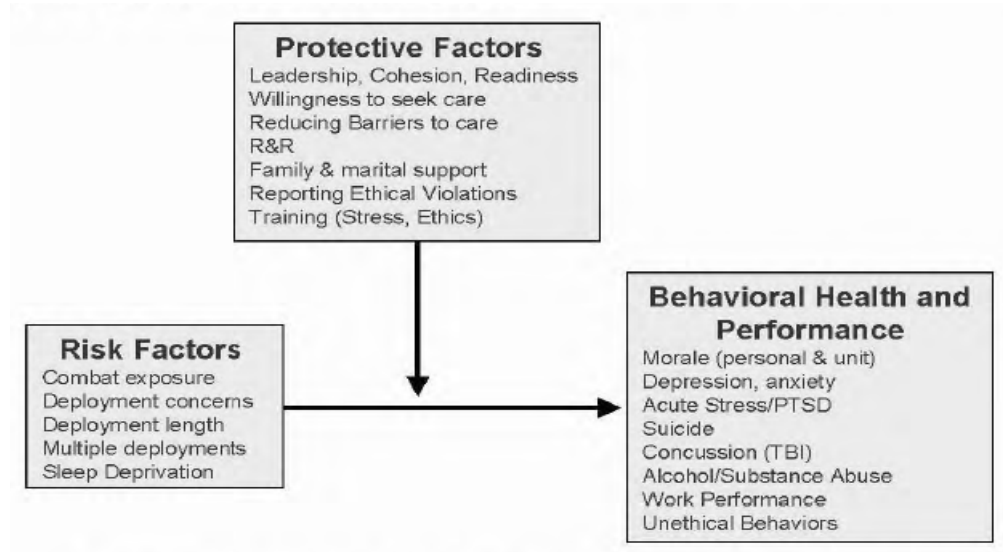 Protective Factors
Leadership, Cohesion, Readiness
Willingness to seek care
Reducing Barriers to care
R&R
Family & marital support
Reporting Ethical Violations
Training (Stress, Ethics)
Risk Factors
Combat exposure
Deployment concerns
Deployment length
Multiple deployments
Sleep Deprivation
Behavioral Health and
Performance
Morale (personal & unit)
Depression, anxiety
Acute Stress/PTSD
Suicide
Concussion (TBI)
Alcohol/Substance Abuse
Work Performance
Unethical Behaviors